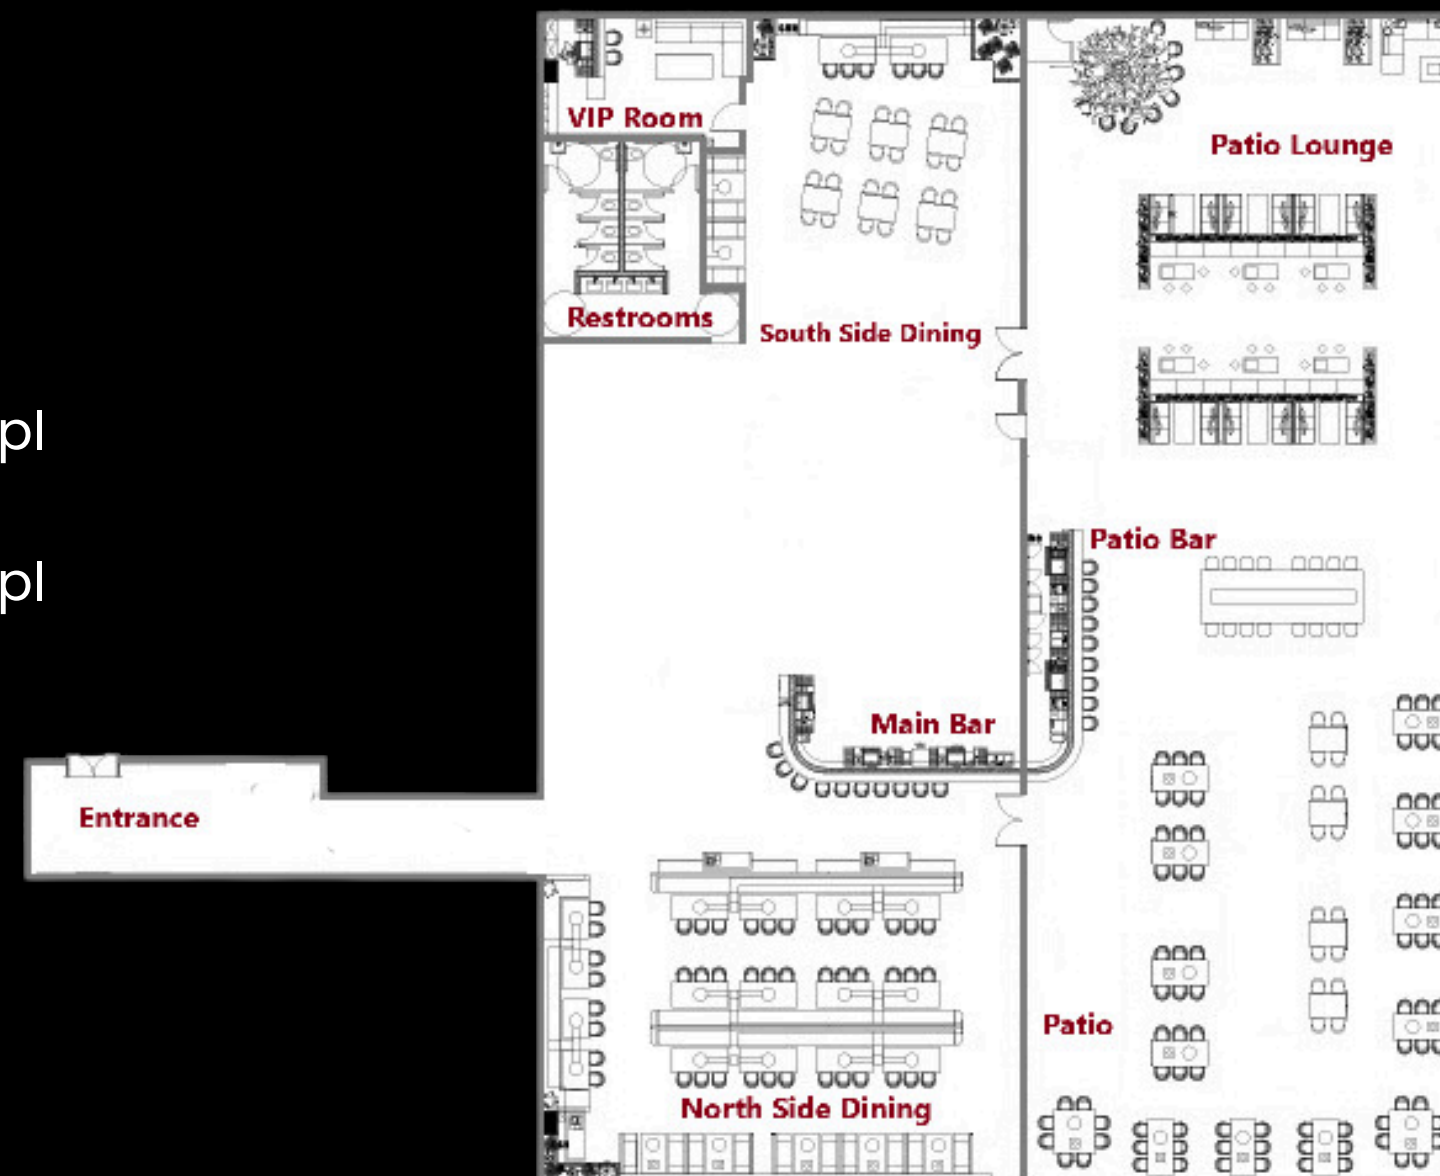 VIP Room
Patio Lounge
Restrooms
South Side Dining
pl
Patio Bar
pl
Main Bar
Entrance
Patio
North Side Dining